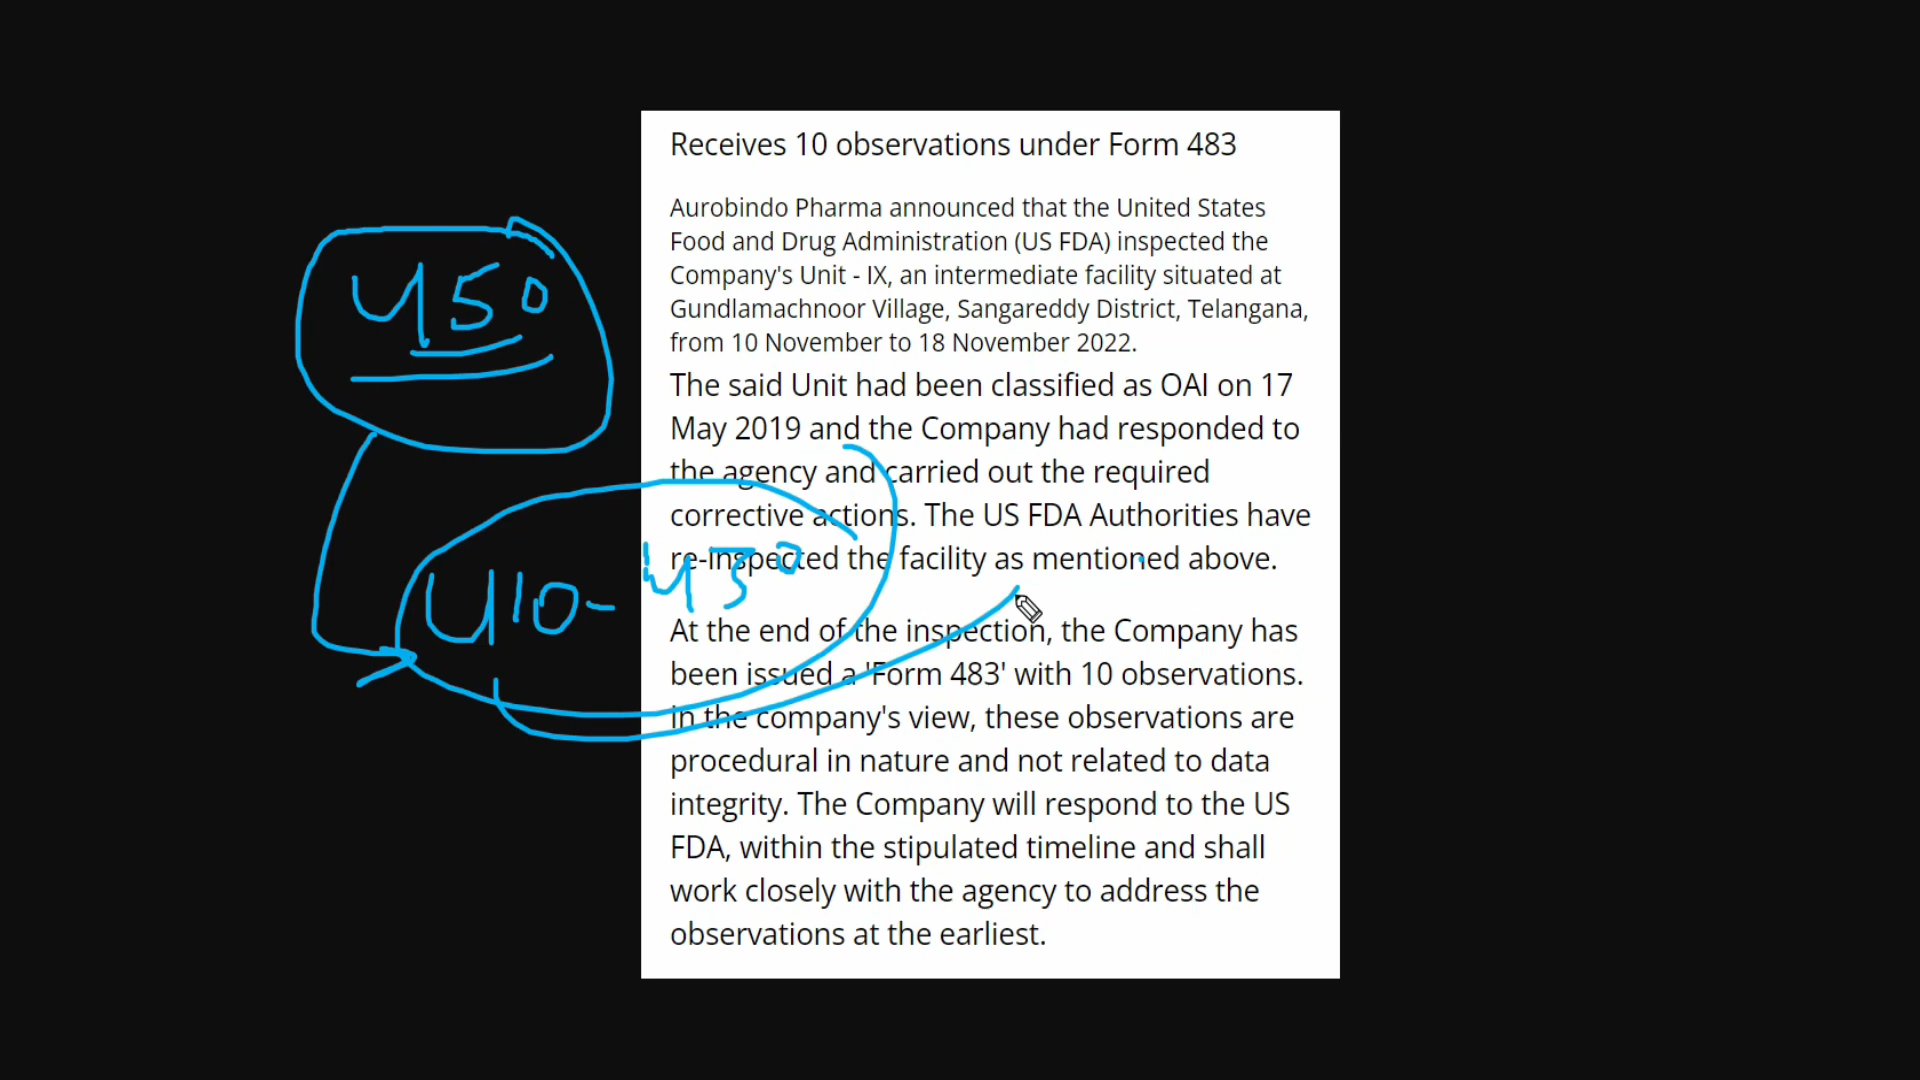 Receives 10 observations under Form 483
Aurobindo Pharma announced that the United States
Food and Drug Administration (US FDA) inspected the
Company's Unit - IX, an intermediate facility situated at
Gundlamachnoor Village, Sangareddy District, Telangana,
from 10 November to 18 November 2022.
The said Unit had been classified as OAI on 17
May 2019 and the Company had responded to
the agency and carried out the required
corrective actions. The US FDA Authorities have
re-inspected the facility as mentioned above.
At the end of the inspection, the Company has
been issued a 'Form 483' with 10 observations.
In the company's view, these observations are
procedural in nature and not related to data
integrity. The Company will respond to the US
FDA, within the stipulated timeline and shall
work closely with the agency to address the
observations at the earliest.
450
410-430